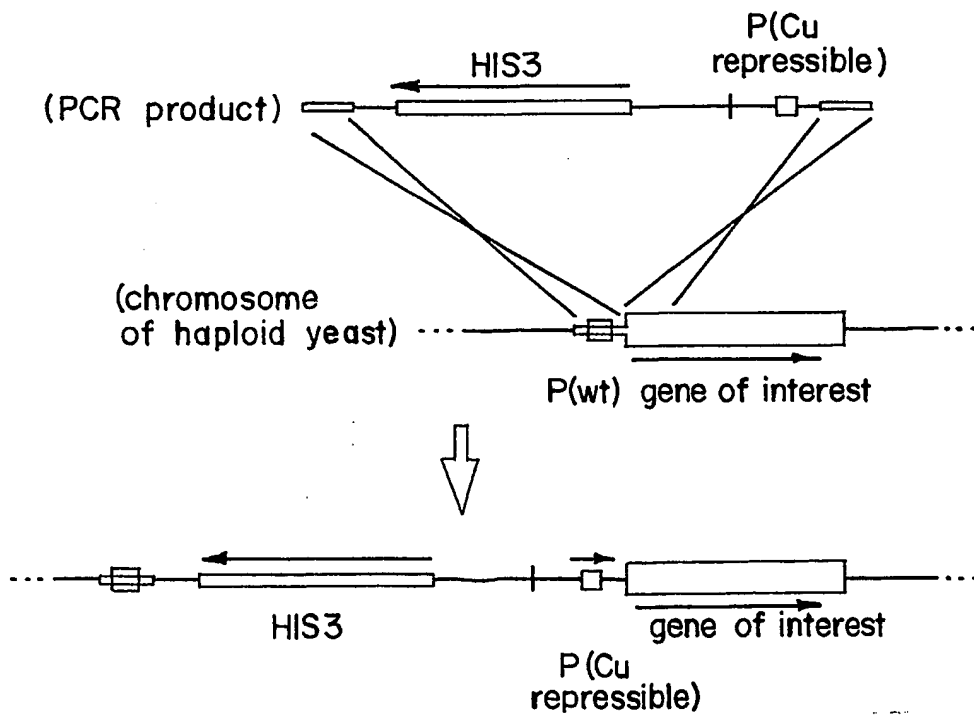 P(Cu
repressible)
HIS3
(PCR product)
(chromosome
of haploid yeast)
P(wt) gene of interest
HIS3
gene of interest
P(Cu
repressible)